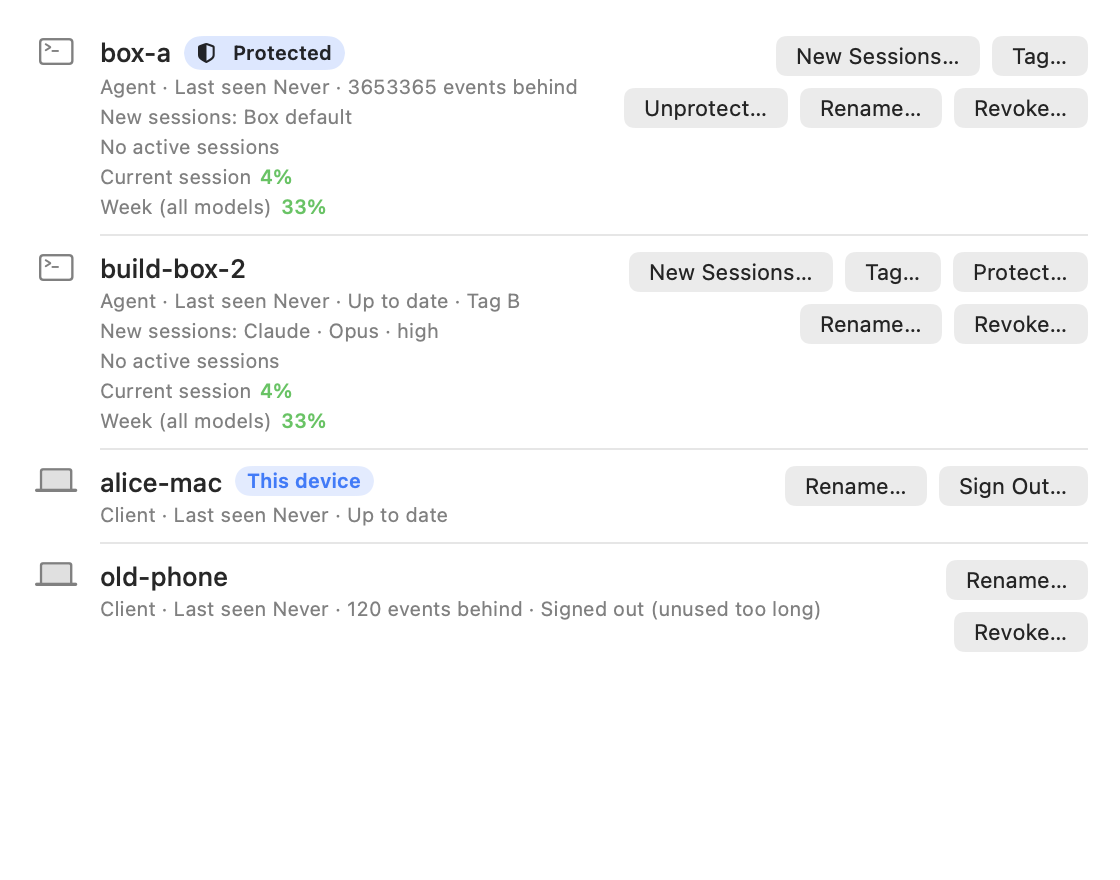 box-a Protected New Sessions... Tag...
Agent · Last seen Never · 3653365 events behind
Unprotect... Rename... Revoke...
New sessions: Box default
No active sessions
Current session 4%
Week (all models) 33%
build-box-2 New Sessions... Tag... Protect...
Agent · Last seen Never · Up to date · Tag B
Rename... Revoke...
New sessions: Claude · Opus · high
No active sessions
Current session 4%
Week (all models) 33%
alice-mac This device Rename... Sign Out...
Client · Last seen Never · Up to date
old-phone Rename...
Client · Last seen Never · 120 events behind · Signed out (unused too long)
Revoke...